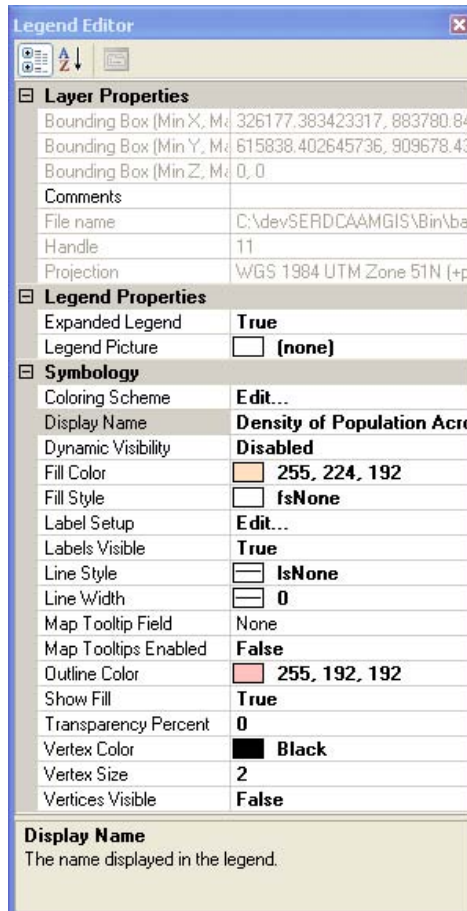 Legend Editor
Layer Properties
Bounding Box (Min X, Ma 326177.383423317, 883780.84
Bounding Box (Min Y, Ma 615838.402645736, 909678.43
Bounding Box (Min Z, Ma 0, 0
Comments
File name C:\devSERDCAAMGIS\Bin\ba
Handle 11
Projection WGS 1984 UTM Zone 51N (+p
Legend Properties
Expanded Legend True
Legend Picture (none)
Symbology
Coloring Scheme Edit...
Display Name Density of Population Acro
Dynamic Visibility Disabled
Fill Color 255, 224, 192
Fill Style fsNone
Label Setup Edit...
Labels Visible True
Line Style lsNone
Line Width 0
Map Tooltip Field None
Map Tooltips Enabled False
Outline Color 255, 192, 192
Show Fill True
Transparency Percent 0
Vertex Color Black
Vertex Size 2
Vertices Visible False
Display Name
The name displayed in the legend.